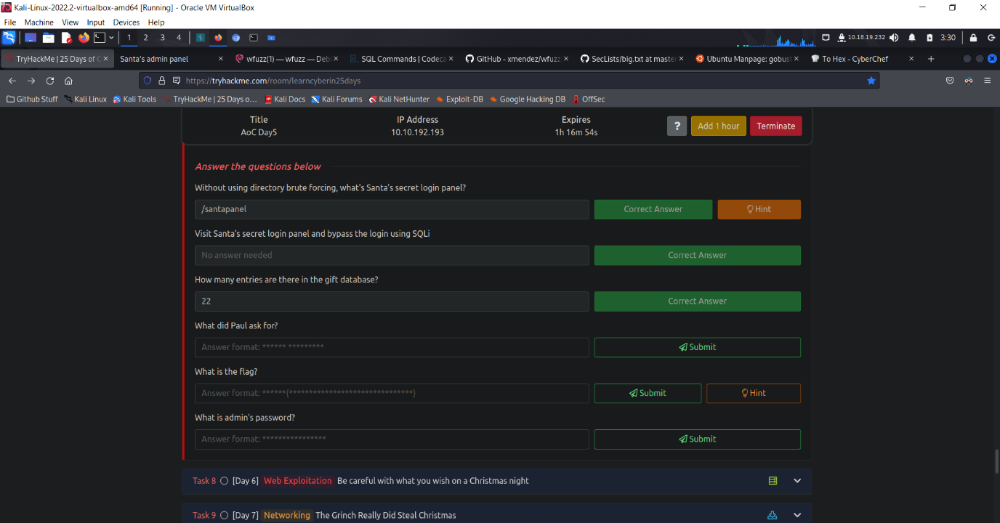 Kali-Linux-2022.2-virtualbox-amd64 [Running] - Oracle VM VirtualBox
File Machine View Input Devices Help
1 2 3 4 10.18.19.232 3:30
TryHackMe | 25 Days of C Santa's admin panel wfuzz(1) — wfuzz — Debi SQL Commands | Codeca GitHub - xmendez/wfuzz SecLists/big.txt at master Ubuntu Manpage: gobust To Hex - CyberChef
https://tryhackme.com/room/learncyberin25days
Github Stuff Kali Linux Kali Tools TryHackMe | 25 Days o… Kali Docs Kali Forums Kali NetHunter Exploit-DB Google Hacking DB OffSec
Title IP Address Expires
AoC Day5 10.10.192.193 1h 16m 54s
? Add 1 hour Terminate
Answer the questions below
Without using directory brute forcing, what's Santa's secret login panel?
/santapanel Correct Answer Hint
Visit Santa's secret login panel and bypass the login using SQLi
No answer needed Correct Answer
How many entries are there in the gift database?
22 Correct Answer
What did Paul ask for?
Answer format: ****** ********* Submit
What is the flag?
Answer format: ******{*******************************} Submit Hint
What is admin's password?
Answer format: **************** Submit
Task 8 [Day 6] Web Exploitation Be careful with what you wish on a Christmas night
Task 9 [Day 7] Networking The Grinch Really Did Steal Christmas